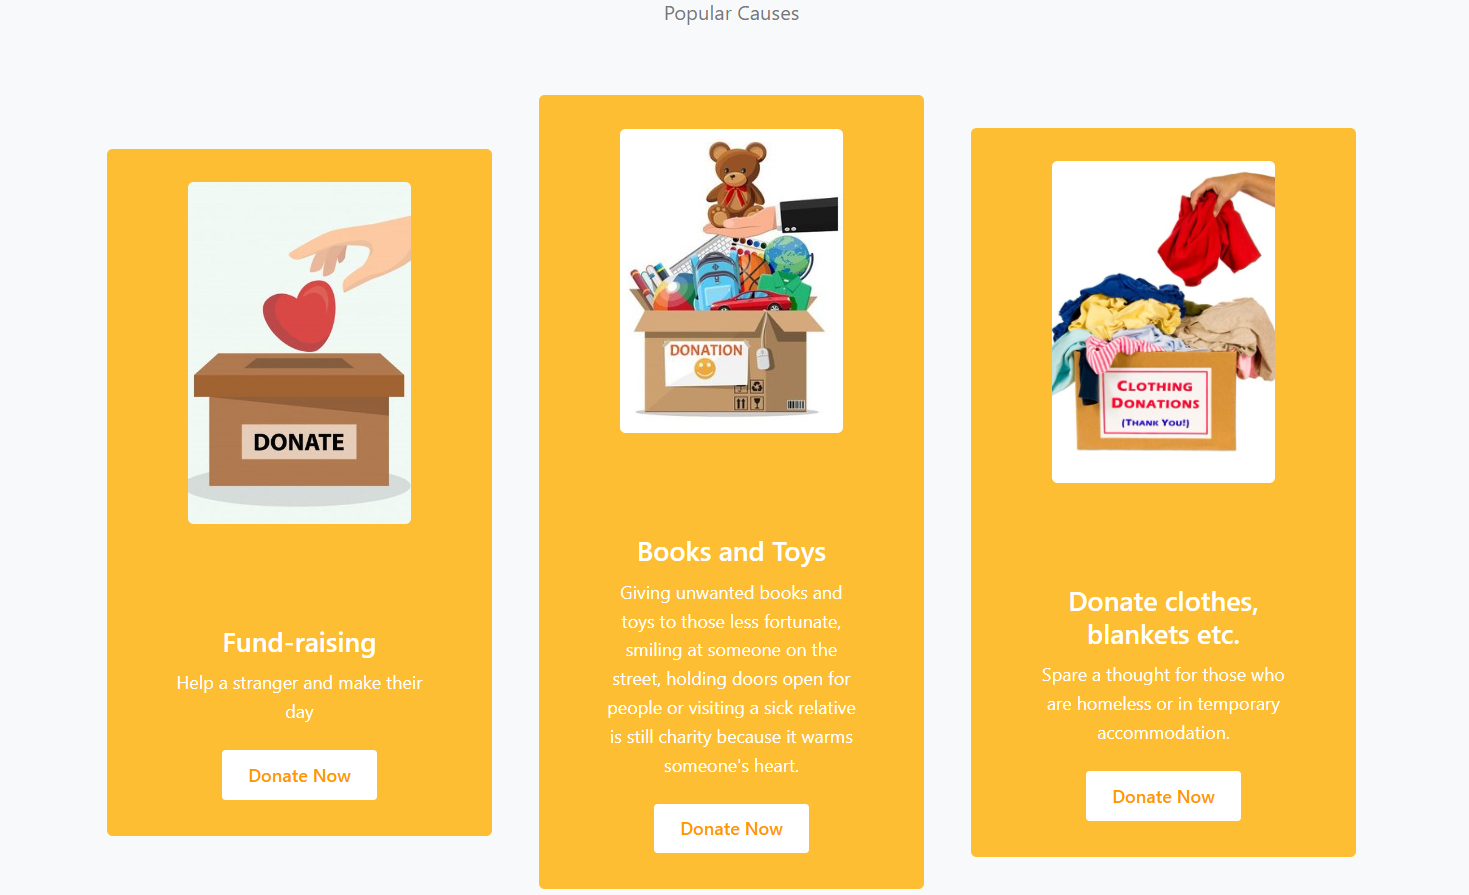 Popular Causes
DONATE
Fund-raising
Help a stranger and make their
day
Donate Now
DONATION
Books and Toys
Giving unwanted books and
toys to those less fortunate,
smiling at someone on the
street, holding doors open for
people or visiting a sick relative
is still charity because it warms
someone's heart.
Donate Now
CLOTHING
DONATIONS
(THANK YOU!)
Donate clothes,
blankets etc.
Spare a thought for those who
are homeless or in temporary
accommodation.
Donate Now